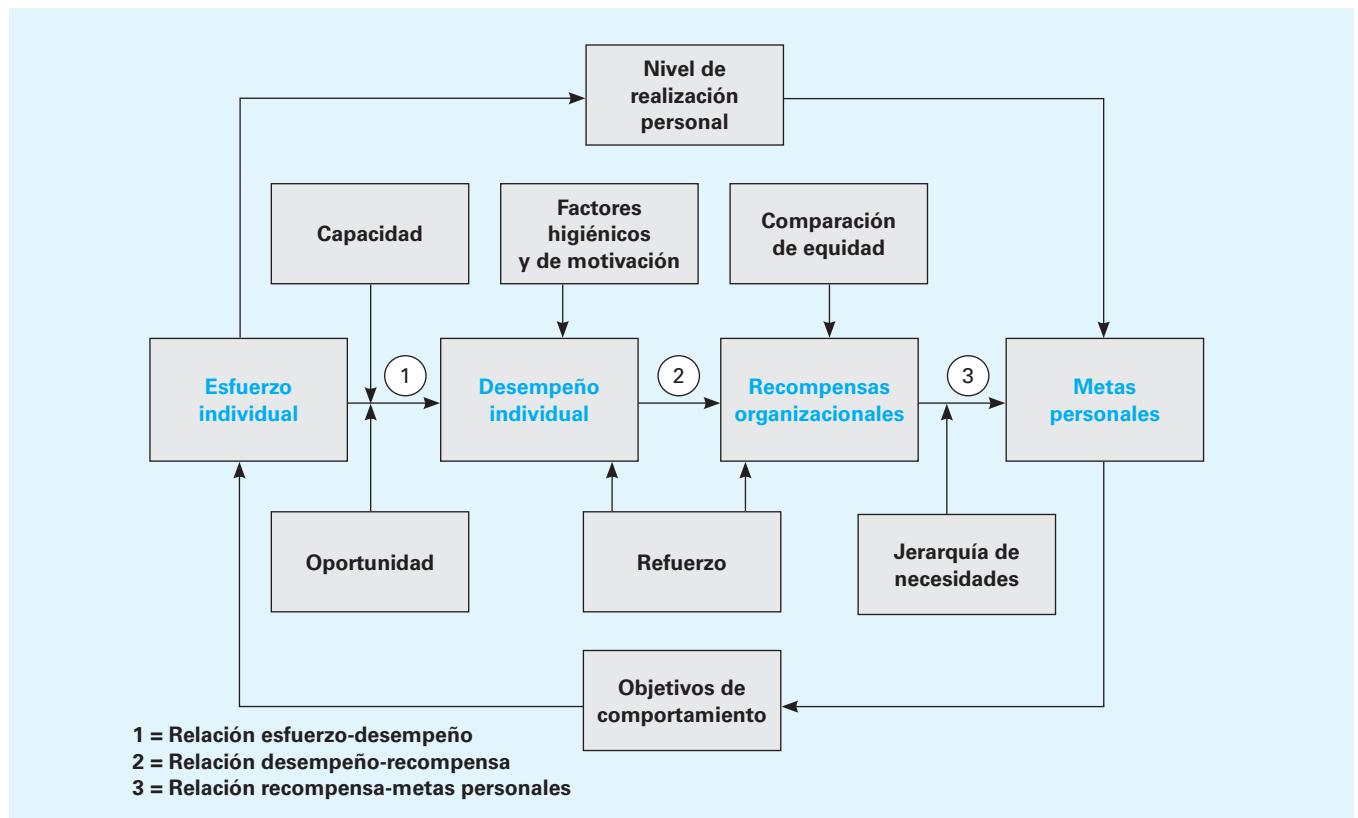 Nivel de
realización
personal
Capacidad
Factores
higiénicos
y de motivación
Comparación
de equidad
Esfuerzo
individual
1
Desempeño
individual
2
Recompensas
organizacionales
3
Metas
personales
Oportunidad
Refuerzo
Jerarquía de
necesidades
Objetivos de
comportamiento
1 = Relación esfuerzo-desempeño
2 = Relación desempeño-recompensa
3 = Relación recompensa-metas personales